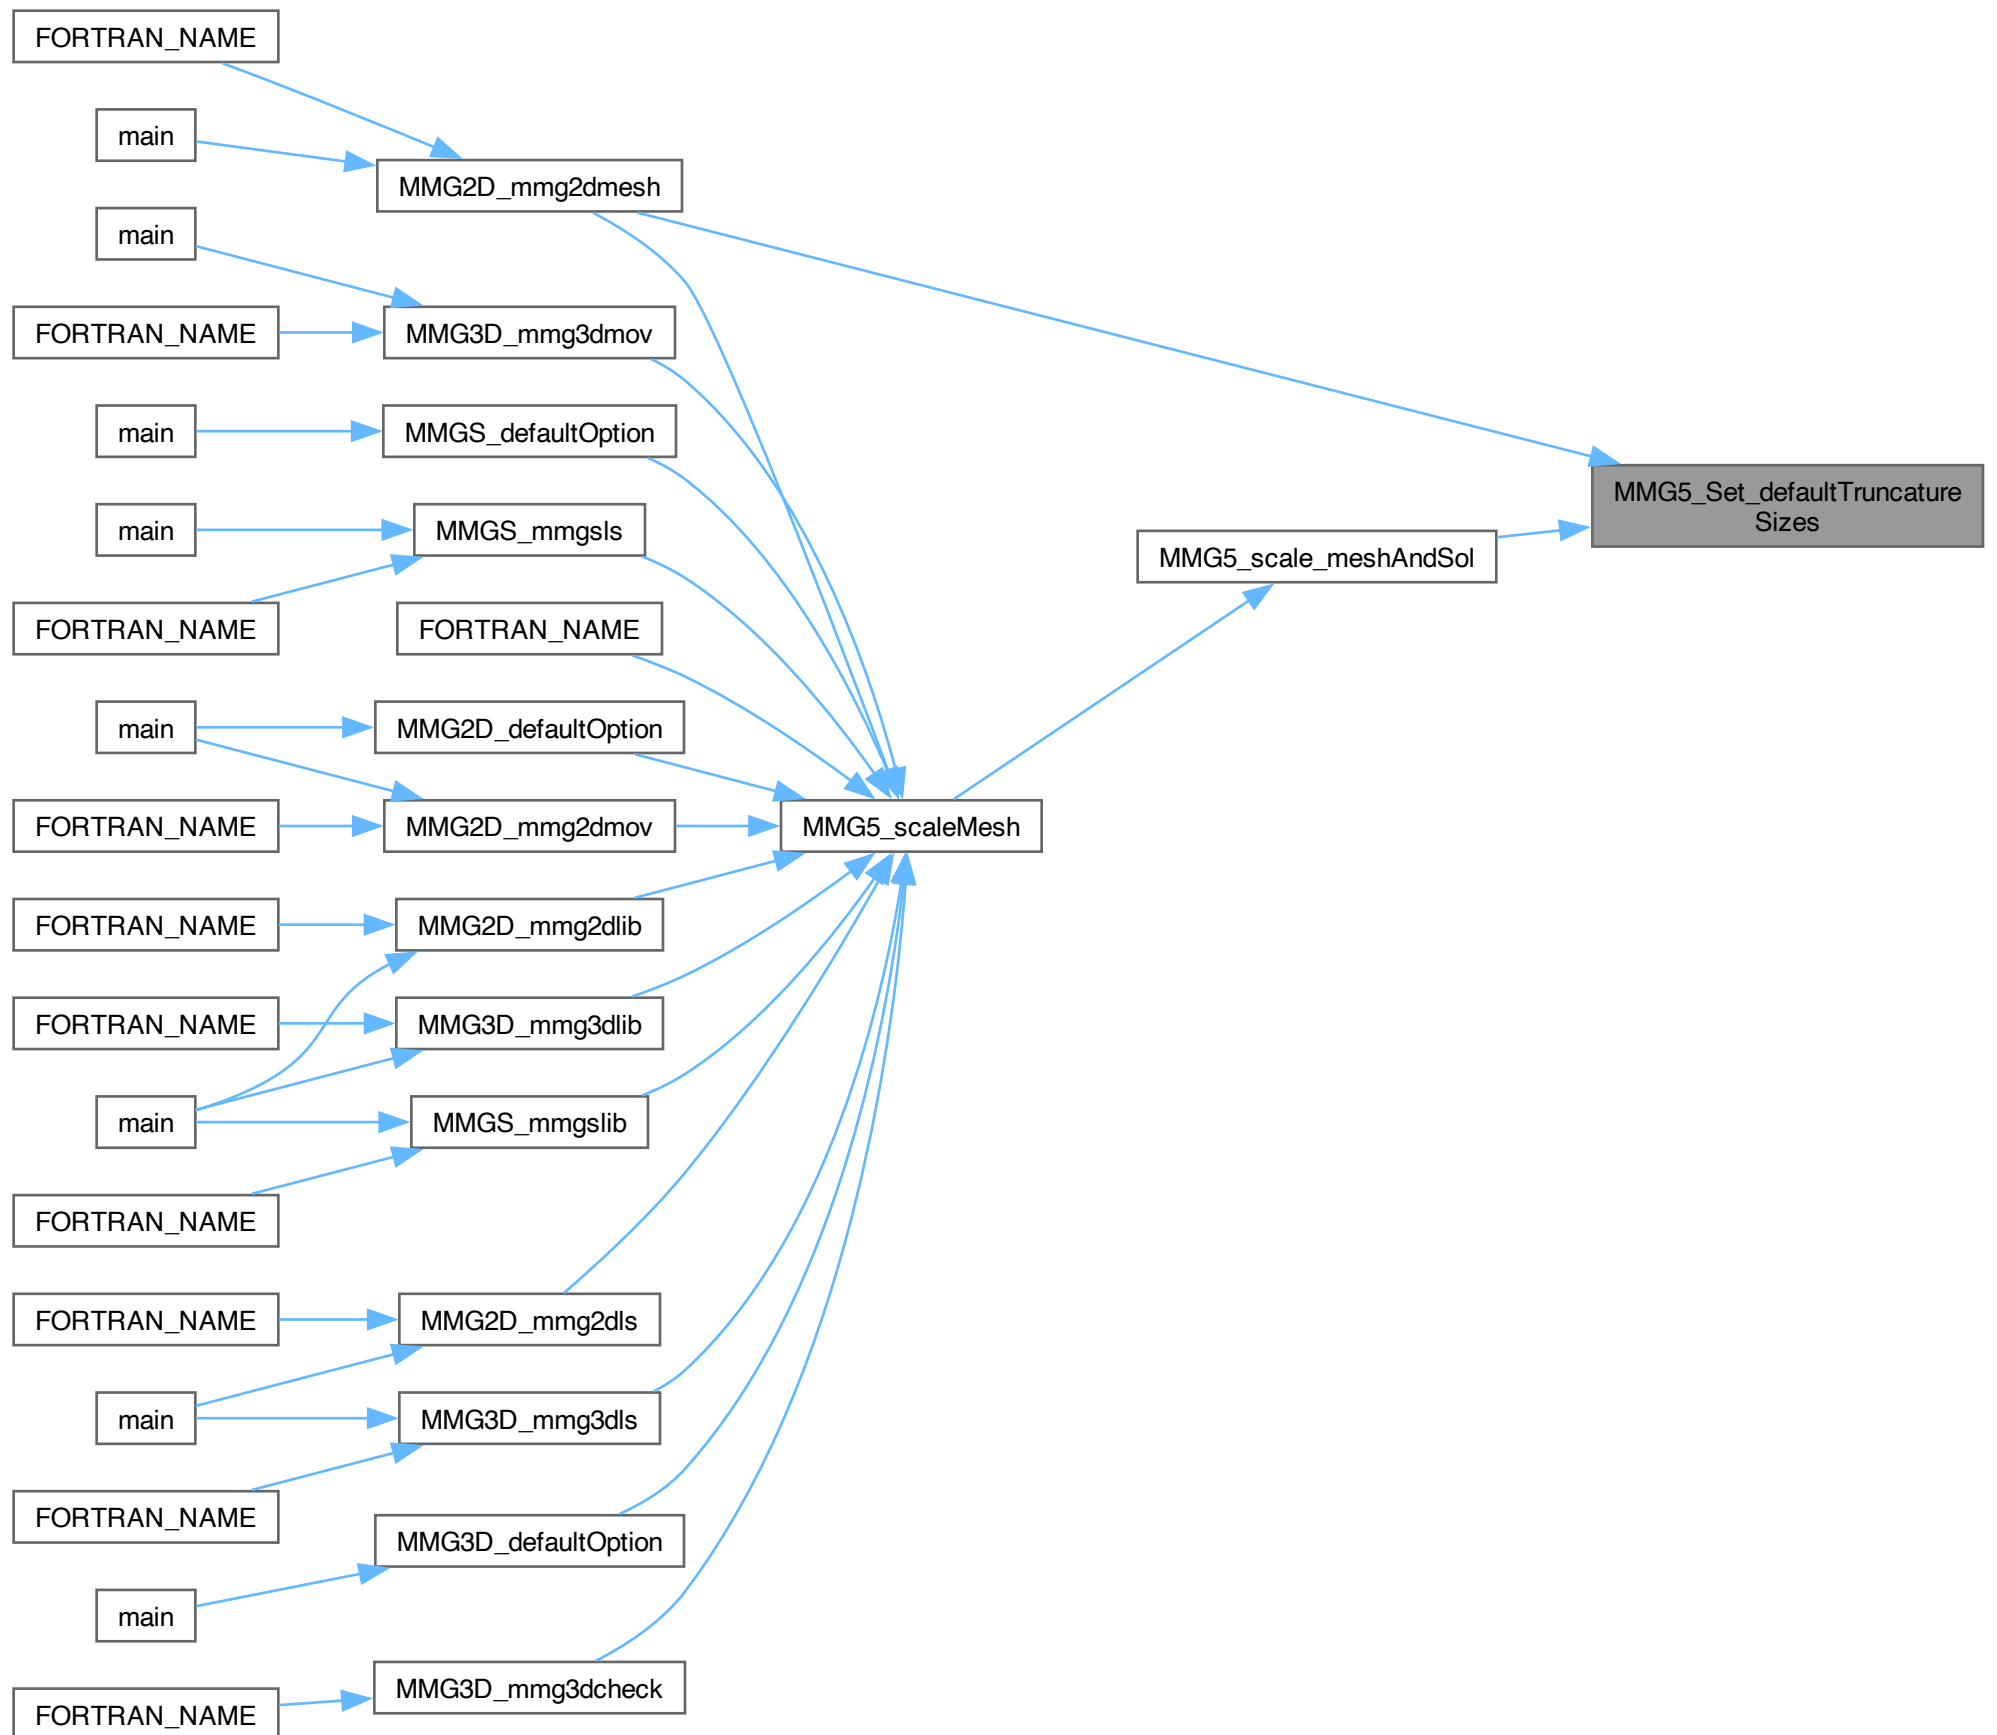 FORTRAN_NAME
main
MMG2D_mmg2dmesh
main
FORTRAN_NAME
MMG3D_mmg3dmov
main
MMGS_defaultOption
MMG5_Set_defaultTruncature
Sizes
main
MMGS_mmgsls
MMG5_scale_meshAndSol
FORTRAN_NAME
FORTRAN_NAME
main
MMG2D_defaultOption
FORTRAN_NAME
MMG2D_mmg2dmov
MMG5_scaleMesh
FORTRAN_NAME
MMG2D_mmg2dlib
FORTRAN_NAME
MMG3D_mmg3dlib
main
MMGS_mmgslib
FORTRAN_NAME
FORTRAN_NAME
MMG2D_mmg2dls
main
MMG3D_mmg3dls
FORTRAN_NAME
MMG3D_defaultOption
main
MMG3D_mmg3dcheck
FORTRAN_NAME